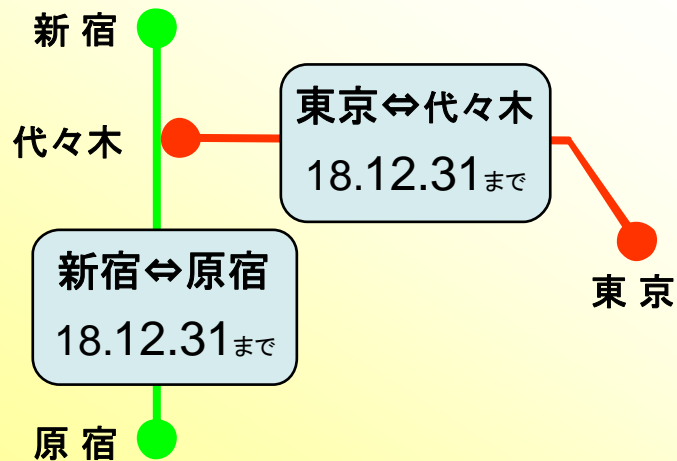 新宿
代々木
東京⇔代々木
18.12.31まで
新宿⇔原宿
18.12.31まで
東京
原宿